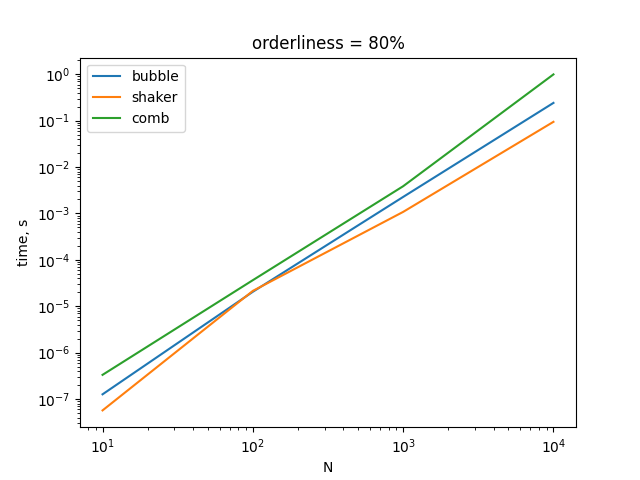 orderliness = 80%
bubble
shaker
comb
10⁰
10⁻¹
10⁻²
10⁻³
10⁻⁴
10⁻⁵
10⁻⁶
10⁻⁷
time, s
10¹ 10² 10³ 10⁴
N